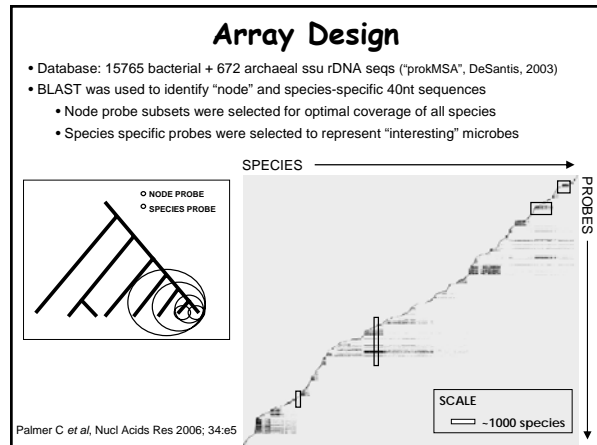 Array Design
• Database: 15765 bacterial + 672 archaeal ssu rDNA seqs ("prokMSA", DeSantis, 2003)
• BLAST was used to identify "node" and species-specific 40nt sequences
• Node probe subsets were selected for optimal coverage of all species
• Species specific probes were selected to represent "interesting" microbes
SPECIES
PROBES
NODE PROBE
SPECIES PROBE
SCALE
~1000 species
Palmer C et al, Nucl Acids Res 2006; 34:e5